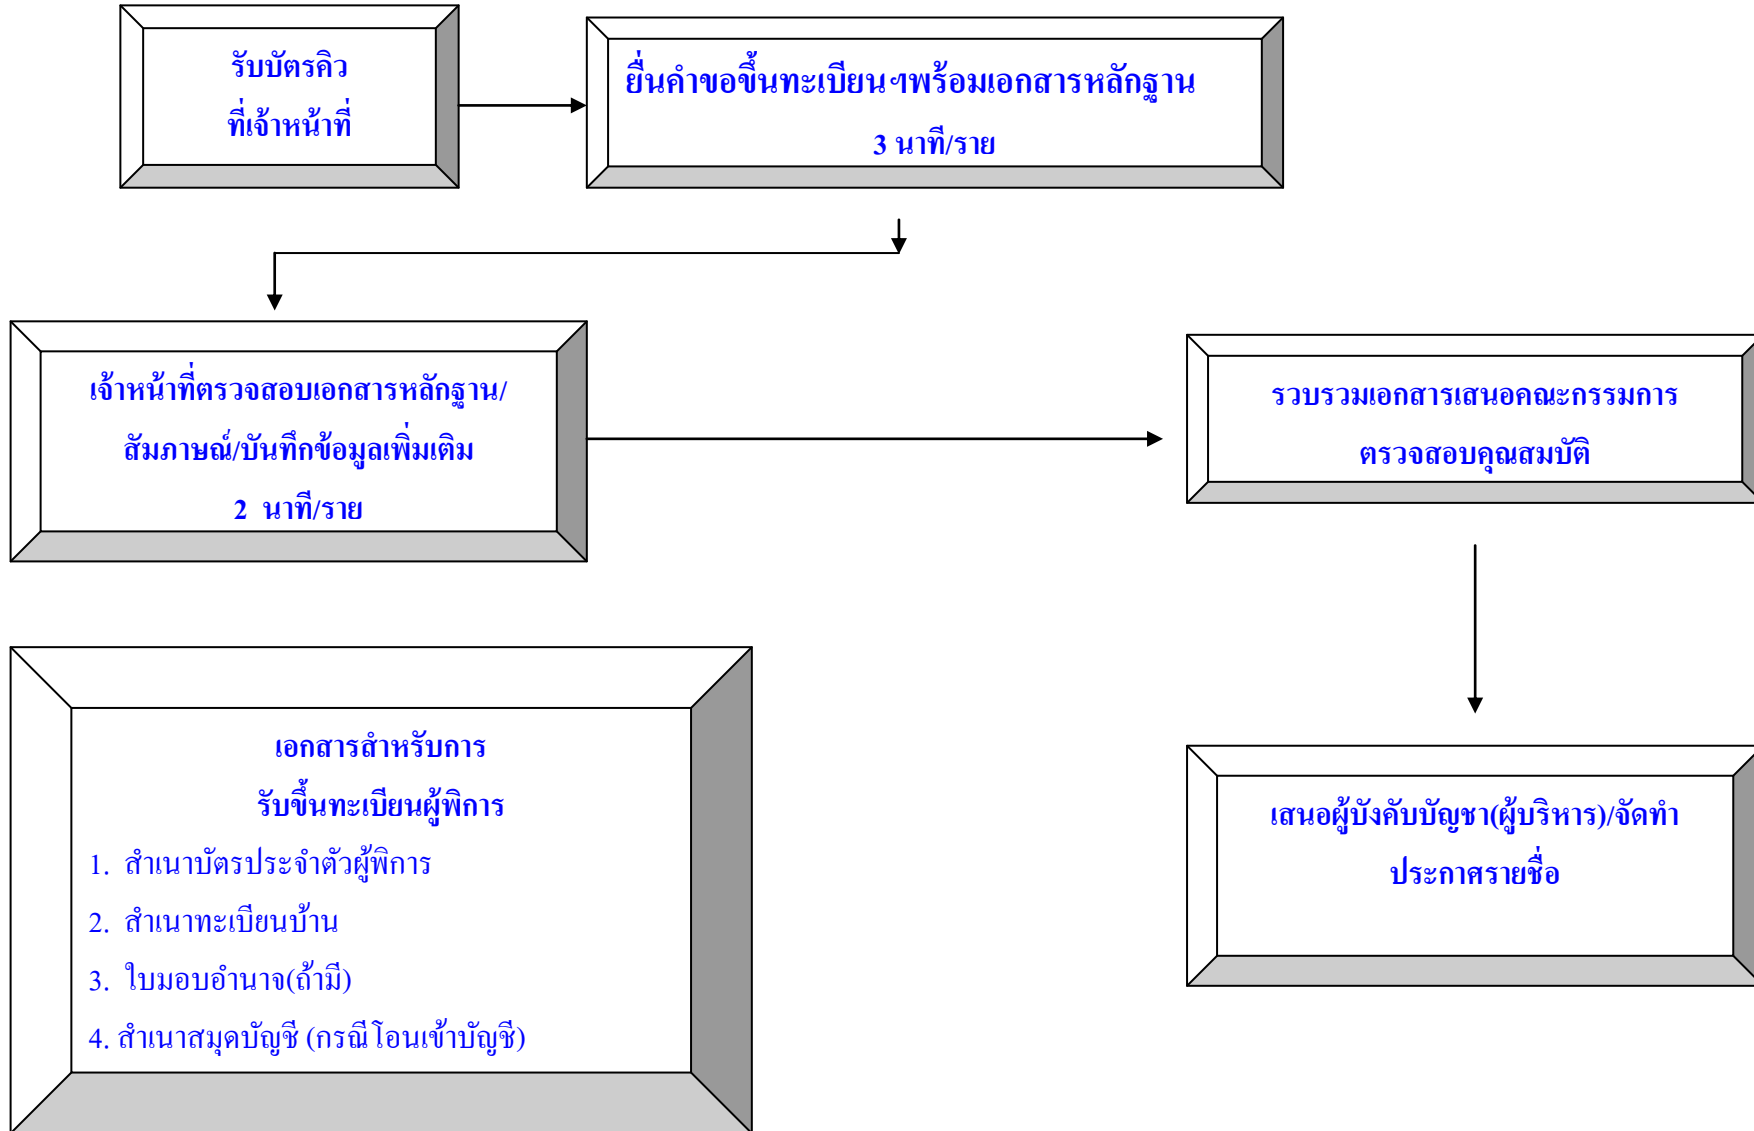 รับบัตรคิว
ที่เจ้าหน้าที่
ยื่นคำขอขึ้นทะเบียนฯพร้อมเอกสารหลักฐาน
3 นาที/ราย
เจ้าหน้าที่ตรวจสอบเอกสารหลักฐาน/
สัมภาษณ์/บันทึกข้อมูลเพิ่มเติม
2 นาที/ราย
รวบรวมเอกสารเสนอคณะกรรมการ
ตรวจสอบคุณสมบัติ
เสนอผู้บังคับบัญชา(ผู้บริหาร)/จัดทำ
ประกาศรายชื่อ
เอกสารสำหรับการ
รับขึ้นทะเบียนผู้พิการ
1. สำเนาบัตรประจำตัวผู้พิการ
2. สำเนาทะเบียนบ้าน
3. ใบมอบอำนาจ(ถ้ามี)
4. สำเนาสมุดบัญชี (กรณีโอนเข้าบัญชี)